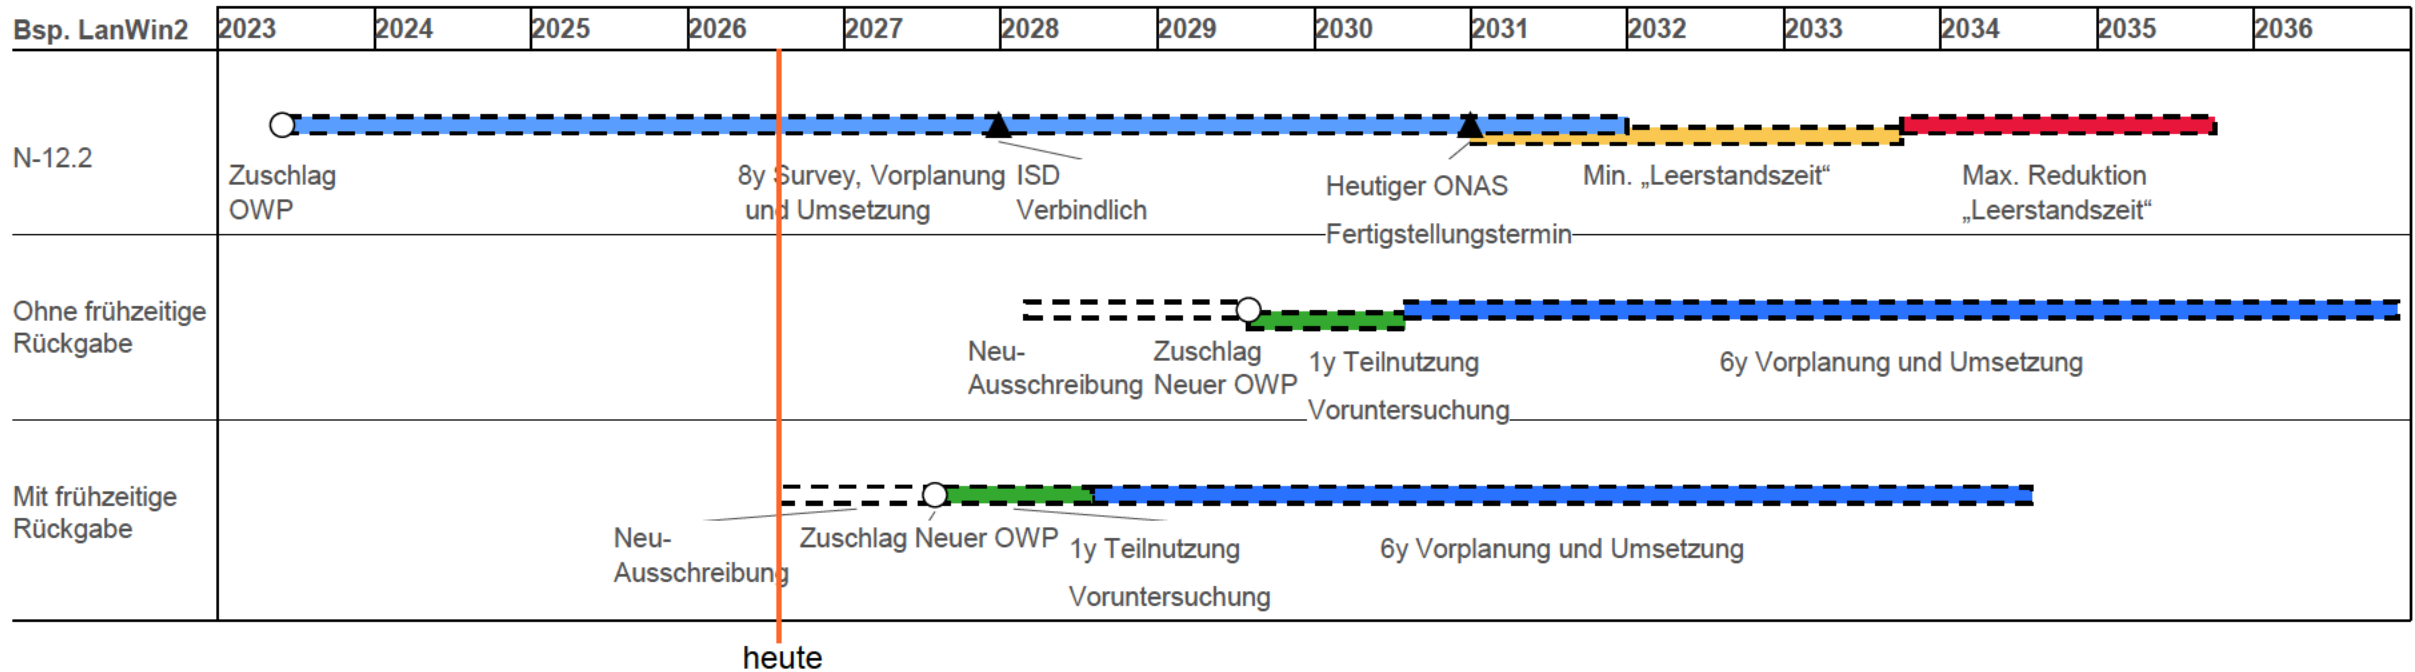 Bsp. LanWin2 2023 2024 2025 2026 2027 2028 2029 2030 2031 2032 2033 2034 2035 2036
N-12.2
Zuschlag
OWP
8y Survey, Vorplanung
und Umsetzung
ISD
Verbindlich
Heutiger ONAS
Fertigstellungstermin
Min. „Leerstandszeit“
Max. Reduktion
„Leerstandszeit“
Ohne frühzeitige
Rückgabe
Neu-
Ausschreibung
Zuschlag
Neuer OWP
1y Teilnutzung
Voruntersuchung
6y Vorplanung und Umsetzung
Mit frühzeitige
Rückgabe
Neu-
Ausschreibung
Zuschlag Neuer OWP
1y Teilnutzung
Voruntersuchung
6y Vorplanung und Umsetzung
heute